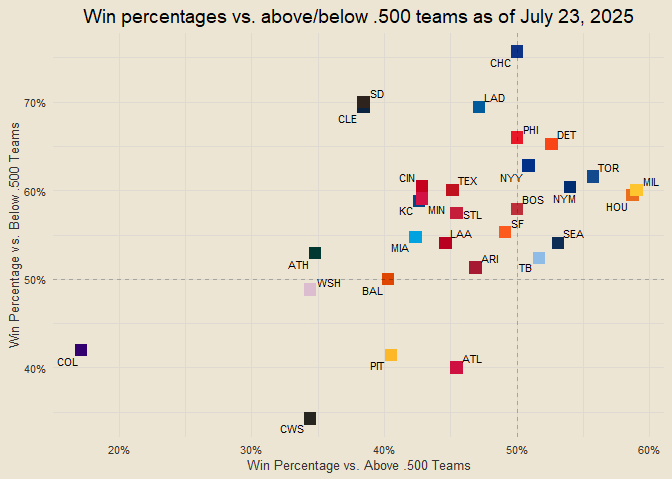 Win percentages vs. above/below .500 teams as of July 23, 2025
CHC
SD
LAD
70%
CLE
PHI
DET
TOR
CIN
TEX
NYY
MIL
60%
NYM
BOS
HOU
KC
MIN
STL
SF
SEA
LAA
MIA
ARI
ATH
TB
50%
WSH
BAL
COL
PIT
ATL
40%
CWS
20%
30%
40%
50%
60%
Win Percentage vs. Above .500 Teams
Win Percentage vs. Below .500 Teams